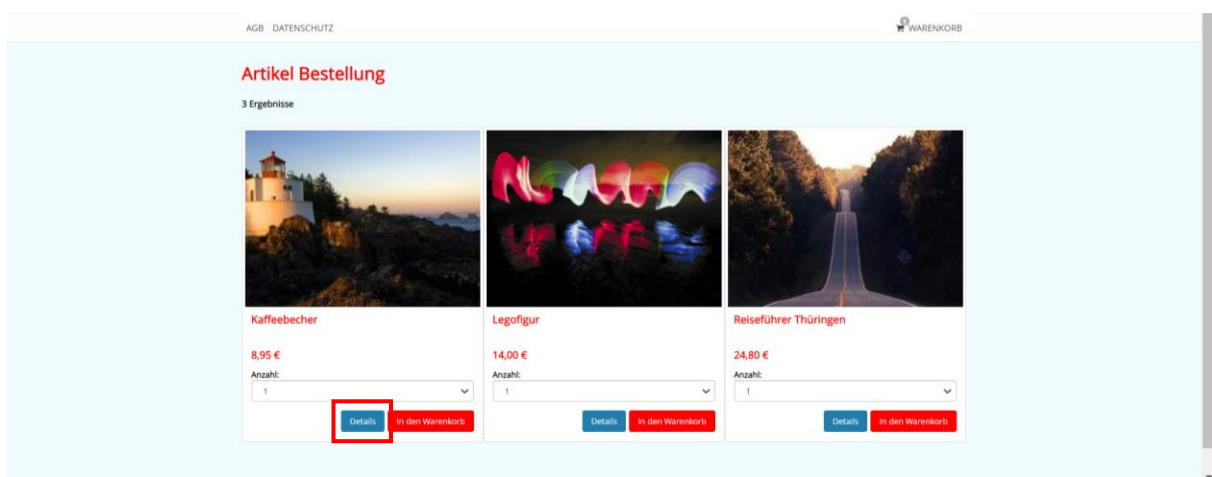 AGB DATENSCHUTZ
WARENKORB
Artikel Bestellung
3 Ergebnisse
Kaffeebecher
8,95 €
Anzahl:
1
Details In den Warenkorb
Legofigur
14,00 €
Anzahl:
1
Details In den Warenkorb
Reiseführer Thüringen
24,80 €
Anzahl:
1
Details In den Warenkorb